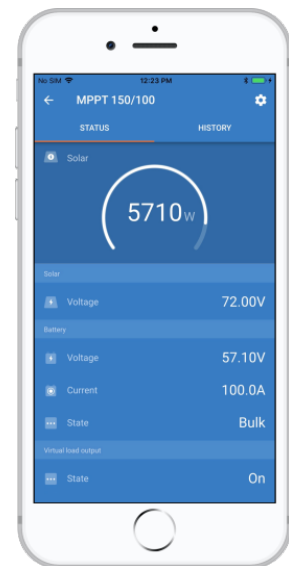 No SIM 12:23 PM
MPPT 150/100
STATUS HISTORY
Solar
5710W
Solar
Voltage 72.00V
Battery
Voltage 57.10V
Current 100.0A
State Bulk
Virtual load output
State On